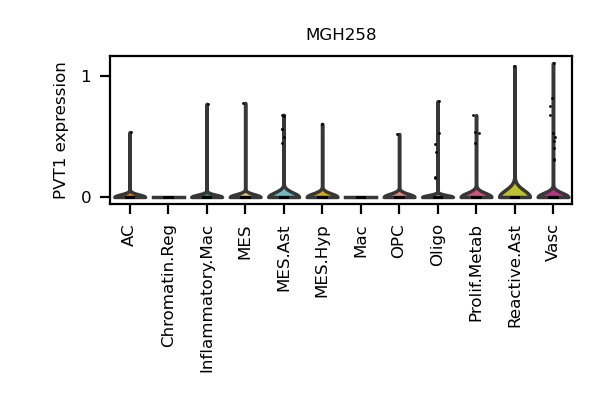 MGH258
PVT1 expression
1
0
AC
Chromatin.Reg
Inflammatory.Mac
MES
MES.Ast
MES.Hyp
Mac
OPC
Oligo
Prolif.Metab
Reactive.Ast
Vasc